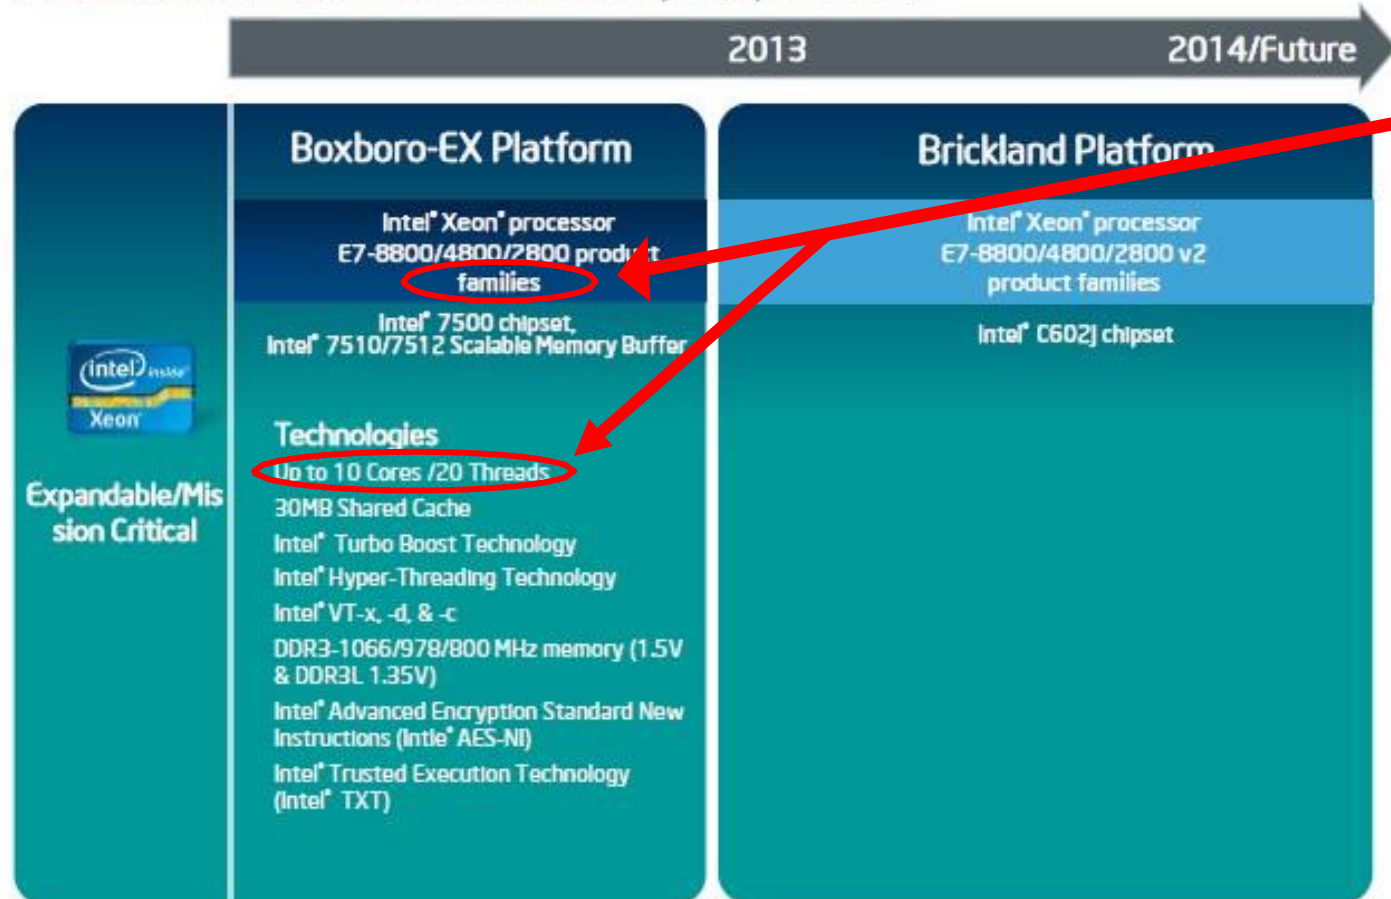 2013
2014/Future
Boxboro-EX Platform
Intel® Xeon® processor
E7-8800/4800/2800 product
families
Intel® 7500 chipset,
Intel® 7510/7512 Scalable Memory Buffer
Technologies
Up to 10 Cores /20 Threads
30MB Shared Cache
Intel® Turbo Boost Technology
Intel® Hyper-Threading Technology
Intel® VT-x, -d, & -c
DDR3-1066/978/800 MHz memory (1.5V
& DDR3L 1.35V)
Intel® Advanced Encryption Standard New
Instructions (Intle® AES-NI)
Intel® Trusted Execution Technology
(Intel® TXT)
Brickland Platform
Intel® Xeon® processor
E7-8800/4800/2800 v2
product families
Intel® C602J chipset
intel inside
Xeon
Expandable/Mis
sion Critical